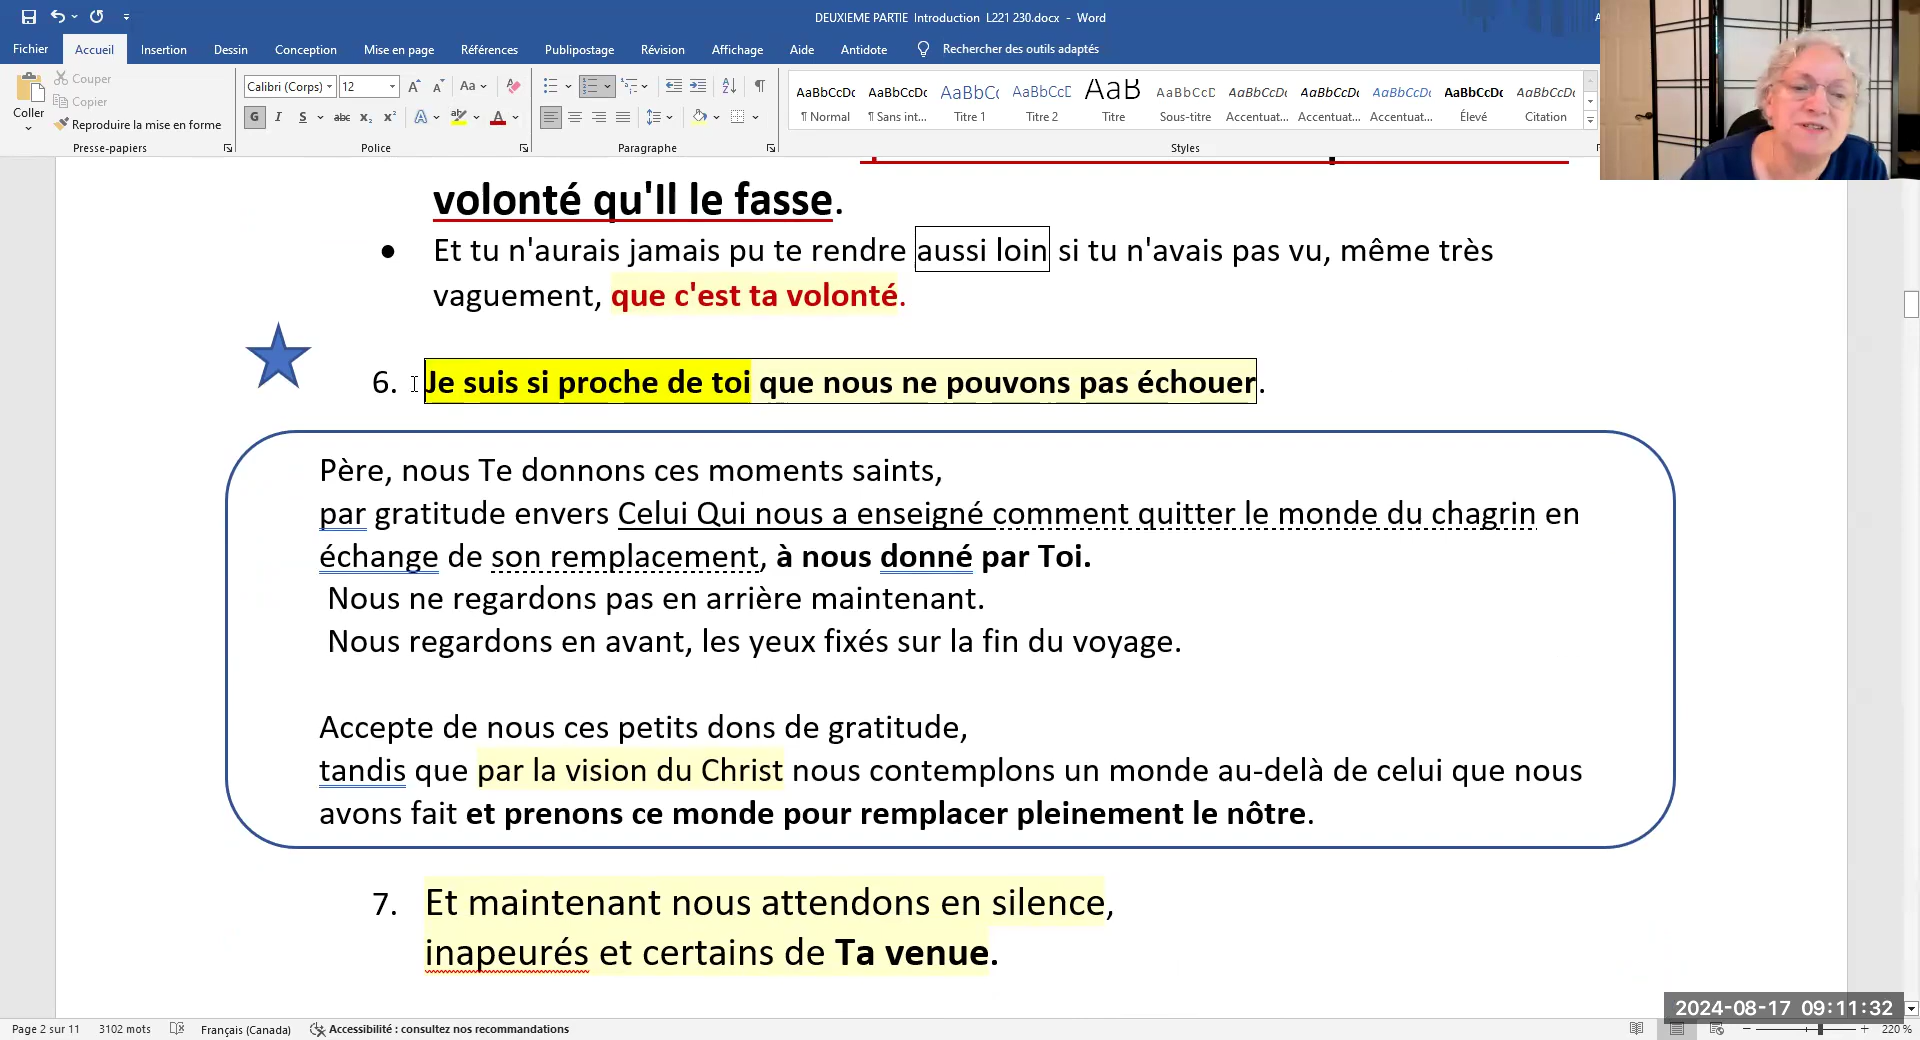 DEUXIEME PARTIE Introduction L221 230.docx - Word
Fichier Accueil Insertion Dessin Conception Mise en page Références Publipostage Révision Affichage Aide Antidote Rechercher des outils adaptés
Coller
Couper
Copier
Reproduire la mise en forme
Presse-papiers
Calibri (Corps) 12
G I S abc x₂ x²
Police
Paragraphe
AaBbCcDc AaBbCcDc AaBbCc AaBbCcD AaB AaBbCcD AaBbCcDc AaBbCcDc AaBbCcDc AaBbCcDc AaBbCcDc
¶ Normal ¶ Sans int... Titre 1 Titre 2 Titre Sous-titre Accentuat... Accentuat... Accentuat... Élevé Citation
Styles
volonté qu'Il le fasse.
• Et tu n'aurais jamais pu te rendre aussi loin si tu n'avais pas vu, même très
vaguement, que c'est ta volonté.
6. Je suis si proche de toi que nous ne pouvons pas échouer.
Père, nous Te donnons ces moments saints,
par gratitude envers Celui Qui nous a enseigné comment quitter le monde du chagrin en
échange de son remplacement, à nous donné par Toi.
Nous ne regardons pas en arrière maintenant.
Nous regardons en avant, les yeux fixés sur la fin du voyage.
Accepte de nous ces petits dons de gratitude,
tandis que par la vision du Christ nous contemplons un monde au-delà de celui que nous
avons fait et prenons ce monde pour remplacer pleinement le nôtre.
7. Et maintenant nous attendons en silence,
inapeurés et certains de Ta venue.
2024-08-17 09:11:32
Page 2 sur 11 3102 mots Français (Canada) Accessibilité : consultez nos recommandations 220 %